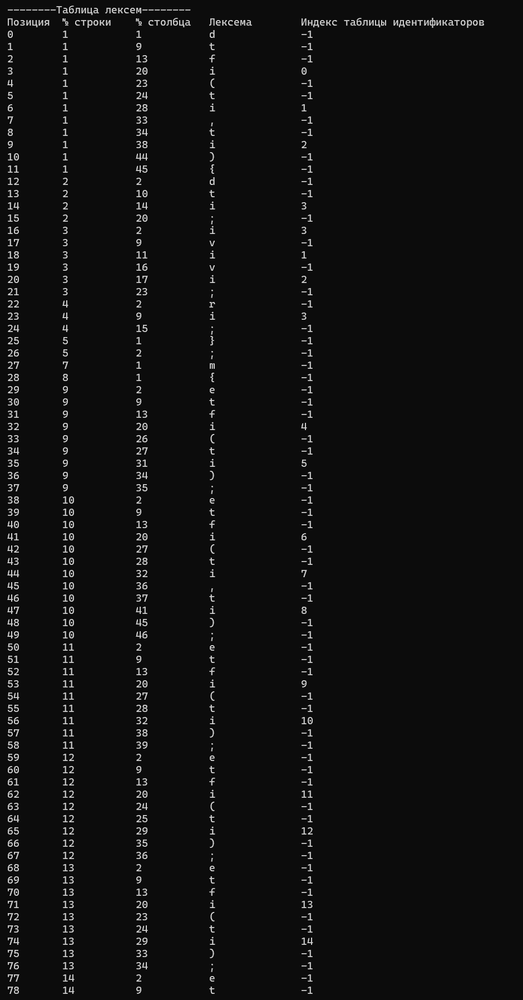 --------Таблица лексем--------
Позиция № строки № столбца Лексема Индекс таблицы идентификаторов
0 1 1 d -1
1 1 9 t -1
2 1 13 f -1
3 1 20 i 0
4 1 23 ( -1
5 1 24 t -1
6 1 28 i 1
7 1 33 , -1
8 1 34 t -1
9 1 38 i 2
10 1 44 ) -1
11 1 45 { -1
12 2 2 d -1
13 2 10 t -1
14 2 14 i 3
15 2 20 ; -1
16 3 2 i 3
17 3 9 v -1
18 3 11 i 1
19 3 16 v -1
20 3 17 i 2
21 3 23 ; -1
22 4 2 r -1
23 4 9 i 3
24 4 15 ; -1
25 5 1 } -1
26 5 2 ; -1
27 7 1 m -1
28 8 1 { -1
29 9 2 e -1
30 9 9 t -1
31 9 13 f -1
32 9 20 i 4
33 9 26 ( -1
34 9 27 t -1
35 9 31 i 5
36 9 34 ) -1
37 9 35 ; -1
38 10 2 e -1
39 10 9 t -1
40 10 13 f -1
41 10 20 i 6
42 10 27 ( -1
43 10 28 t -1
44 10 32 i 7
45 10 36 , -1
46 10 37 t -1
47 10 41 i 8
48 10 45 ) -1
49 10 46 ; -1
50 11 2 e -1
51 11 9 t -1
52 11 13 f -1
53 11 20 i 9
54 11 27 ( -1
55 11 28 t -1
56 11 32 i 10
57 11 38 ) -1
58 11 39 ; -1
59 12 2 e -1
60 12 9 t -1
61 12 13 f -1
62 12 20 i 11
63 12 24 ( -1
64 12 25 t -1
65 12 29 i 12
66 12 35 ) -1
67 12 36 ; -1
68 13 2 e -1
69 13 9 t -1
70 13 13 f -1
71 13 20 i 13
72 13 23 ( -1
73 13 24 t -1
74 13 29 i 14
75 13 33 ) -1
76 13 34 ; -1
77 14 2 e -1
78 14 9 t -1